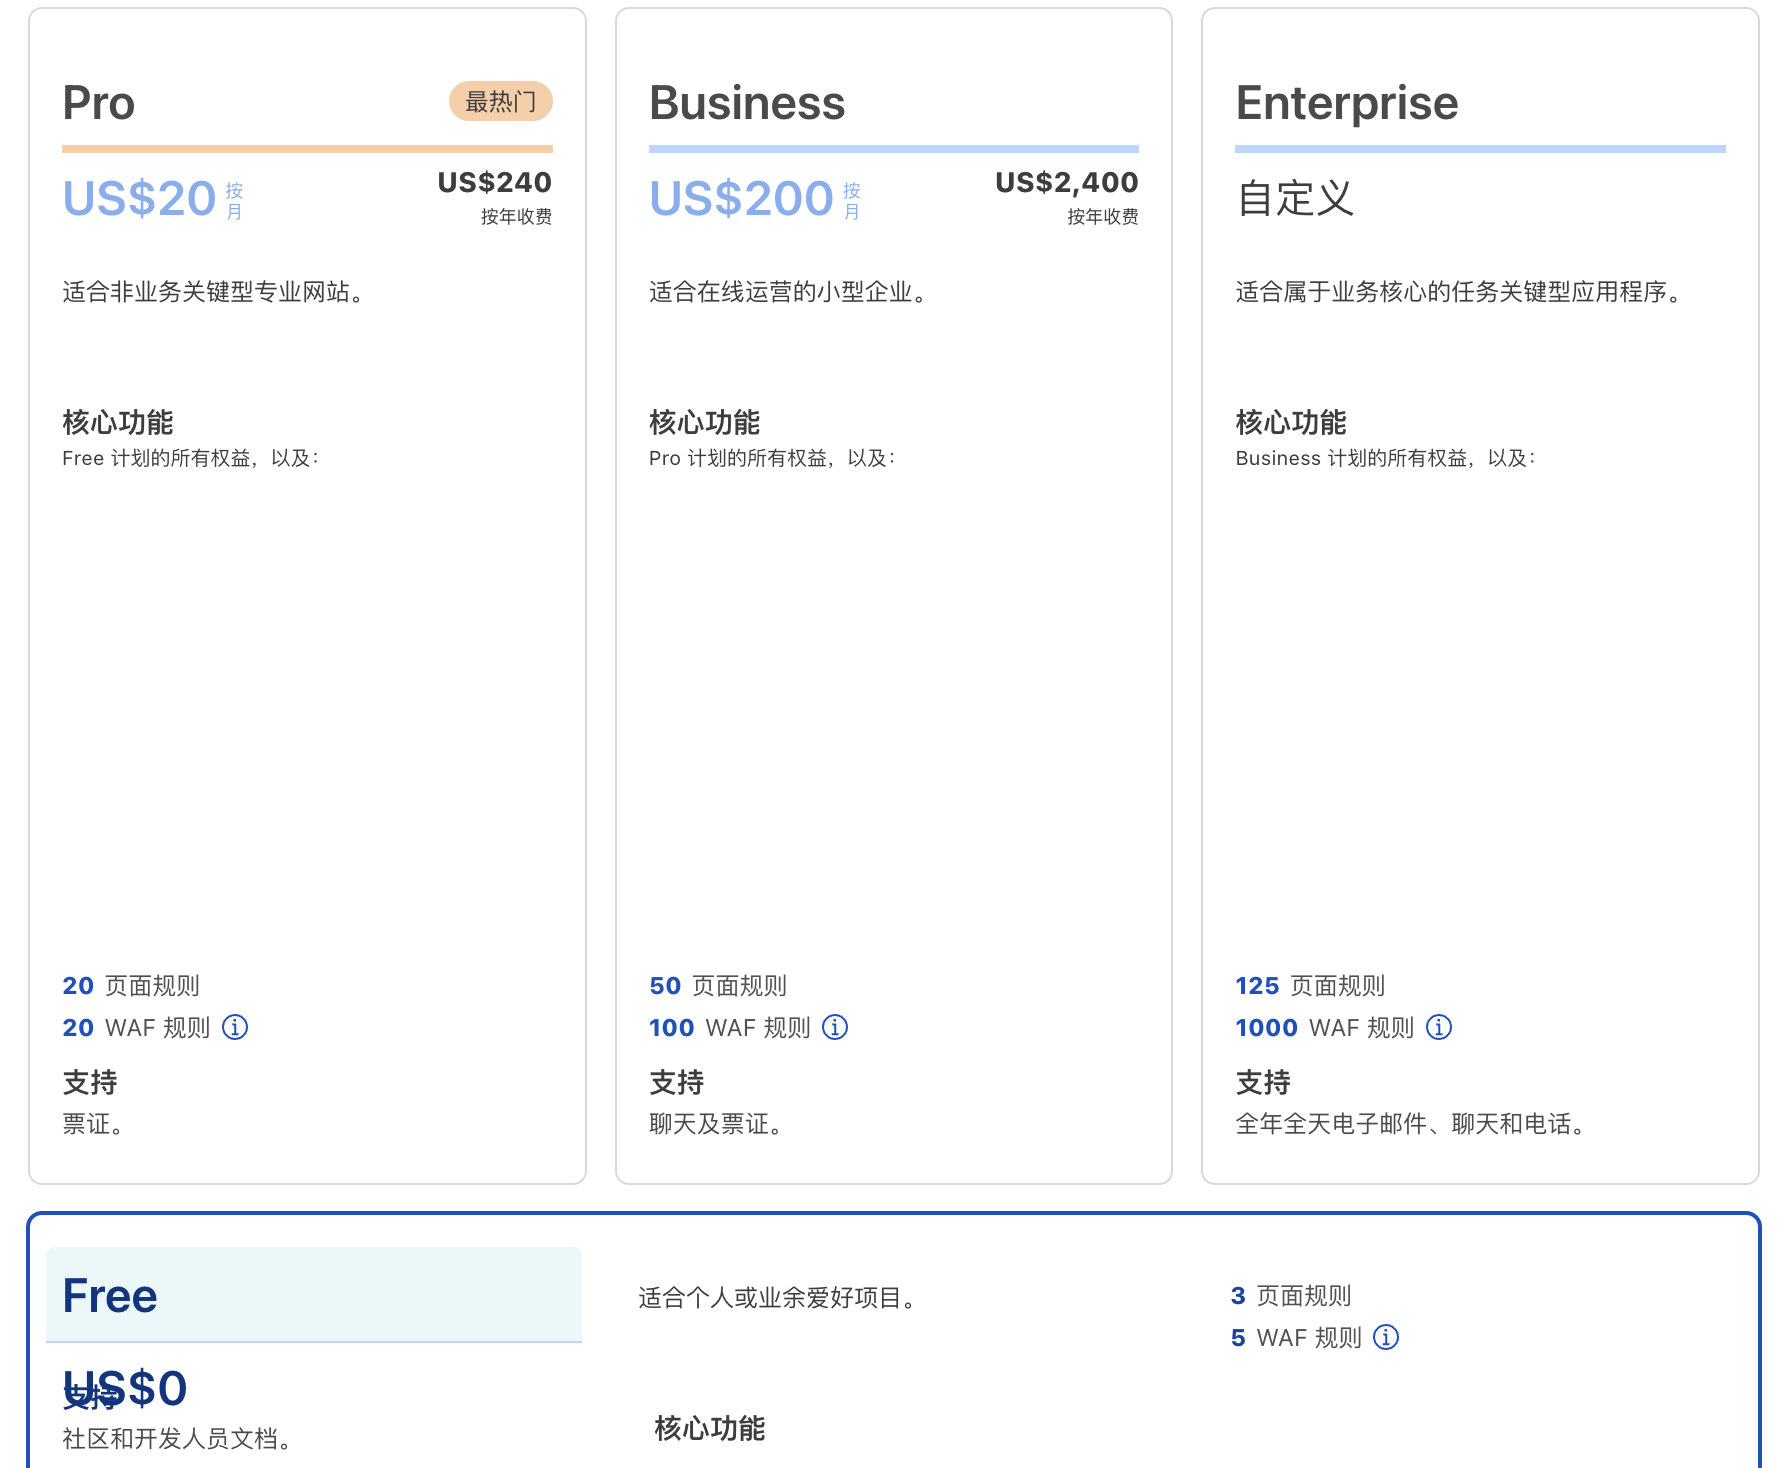 Pro
最热门
US$20 按月
US$240
按年收费
适合非业务关键型专业网站。
核心功能
Free 计划的所有权益，以及：
20 页面规则
20 WAF 规则
支持
票证。
Business
US$200 按月
US$2,400
按年收费
适合在线运营的小型企业。
核心功能
Pro 计划的所有权益，以及：
50 页面规则
100 WAF 规则
支持
聊天及票证。
Enterprise
自定义
适合属于业务核心的任务关键型应用程序。
核心功能
Business 计划的所有权益，以及：
125 页面规则
1000 WAF 规则
支持
全年全天电子邮件、聊天和电话。
Free
US$0
支持
社区和开发人员文档。
适合个人或业余爱好项目。
核心功能
3 页面规则
5 WAF 规则